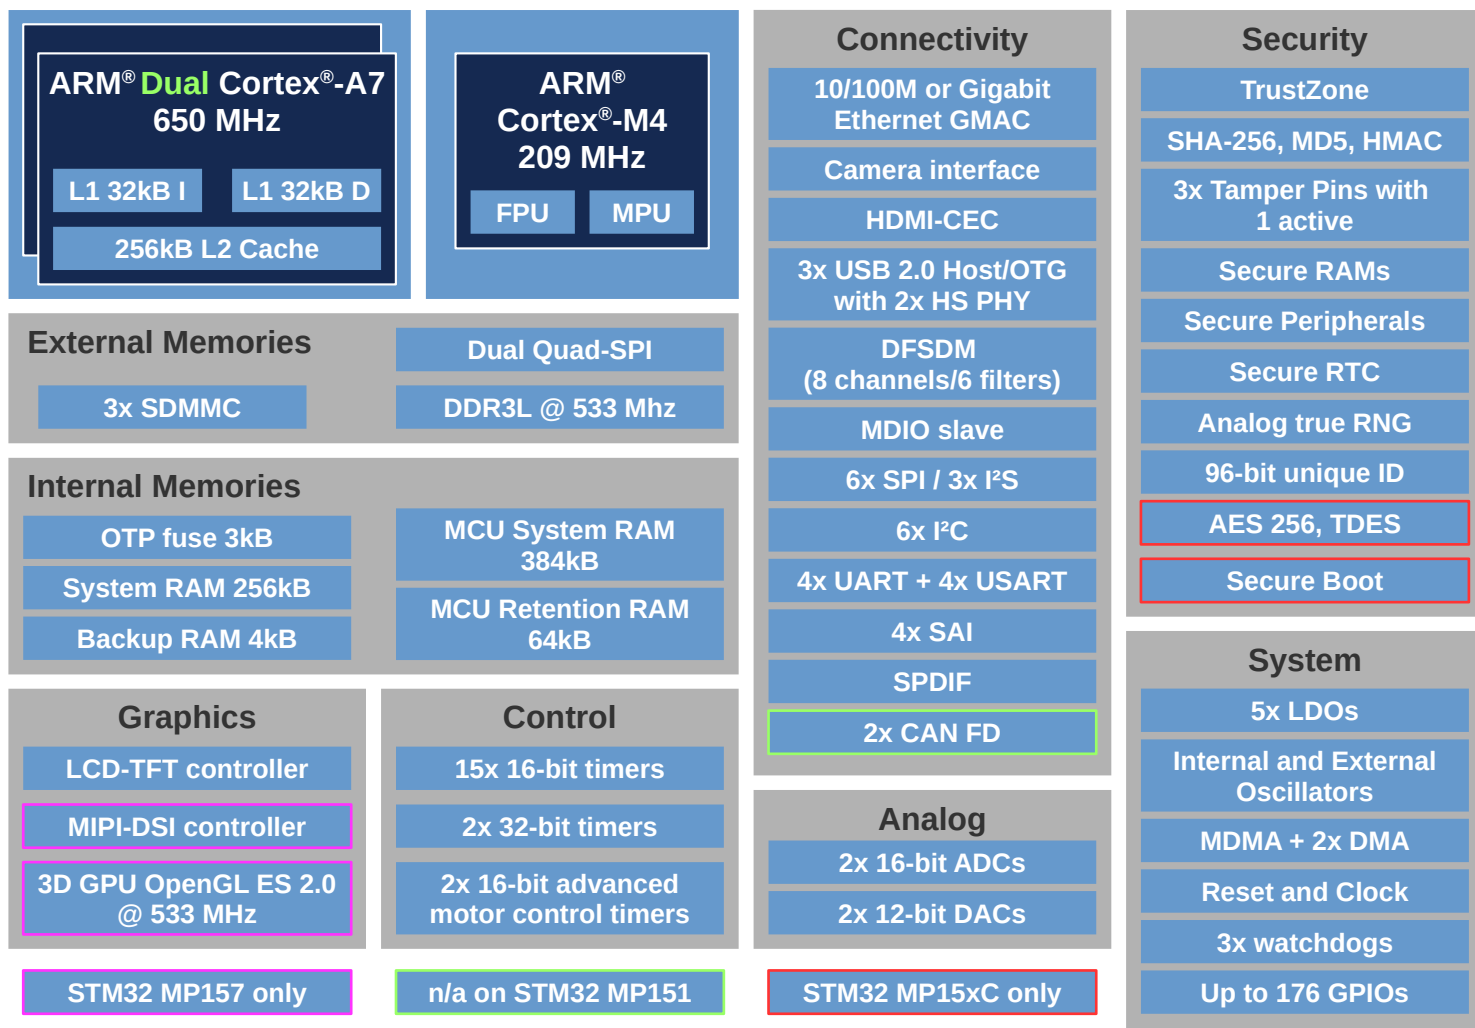 ARM® Dual Cortex®-A7
650 MHz
L1 32kB I
L1 32kB D
256kB L2 Cache
ARM®
Cortex®-M4
209 MHz
FPU
MPU
External Memories
3x SDMMC
Dual Quad-SPI
DDR3L @ 533 Mhz
Internal Memories
OTP fuse 3kB
System RAM 256kB
Backup RAM 4kB
MCU System RAM
384kB
MCU Retention RAM
64kB
Graphics
LCD-TFT controller
MIPI-DSI controller
3D GPU OpenGL ES 2.0
@ 533 MHz
Control
15x 16-bit timers
2x 32-bit timers
2x 16-bit advanced
motor control timers
Connectivity
10/100M or Gigabit
Ethernet GMAC
Camera interface
HDMI-CEC
3x USB 2.0 Host/OTG
with 2x HS PHY
DFSDM
(8 channels/6 filters)
MDIO slave
6x SPI / 3x I²S
6x I²C
4x UART + 4x USART
4x SAI
SPDIF
2x CAN FD
Analog
2x 16-bit ADCs
2x 12-bit DACs
Security
TrustZone
SHA-256, MD5, HMAC
3x Tamper Pins with
1 active
Secure RAMs
Secure Peripherals
Secure RTC
Analog true RNG
96-bit unique ID
AES 256, TDES
Secure Boot
System
5x LDOs
Internal and External
Oscillators
MDMA + 2x DMA
Reset and Clock
3x watchdogs
Up to 176 GPIOs
STM32 MP157 only
n/a on STM32 MP151
STM32 MP15xC only